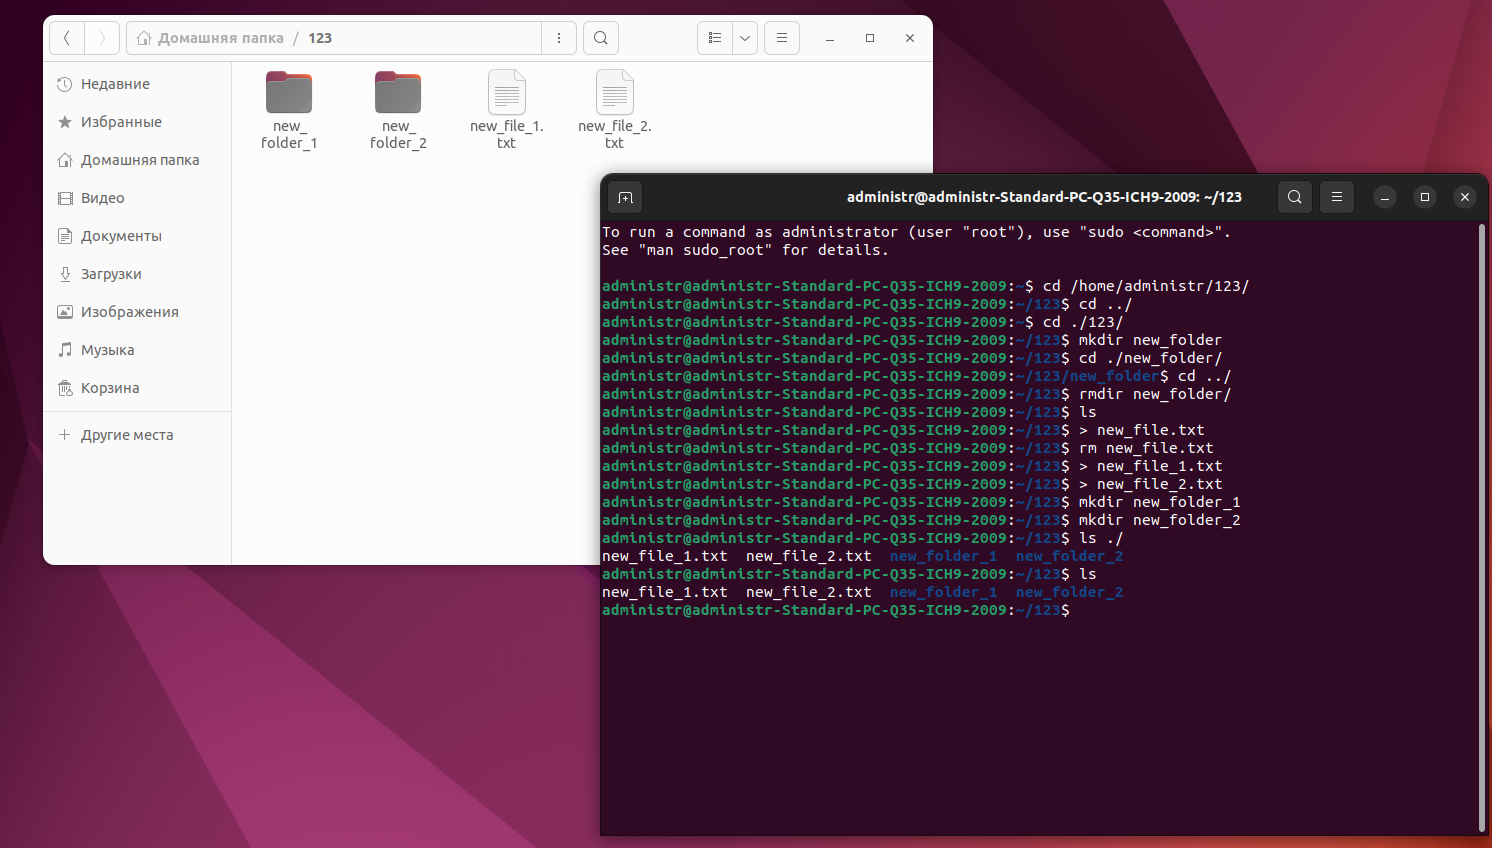 Домашняя папка / 123
Недавние
Избранные
Домашняя папка
Видео
Документы
Загрузки
Изображения
Музыка
Корзина
Другие места
new_
folder_1
new_
folder_2
new_file_1.
txt
new_file_2.
txt
administr@administr-Standard-PC-Q35-ICH9-2009: ~/123
To run a command as administrator (user "root"), use "sudo <command>".
See "man sudo_root" for details.
administr@administr-Standard-PC-Q35-ICH9-2009:~$ cd /home/administr/123/
administr@administr-Standard-PC-Q35-ICH9-2009:~/123$ cd ../
administr@administr-Standard-PC-Q35-ICH9-2009:~$ cd ./123/
administr@administr-Standard-PC-Q35-ICH9-2009:~/123$ mkdir new_folder
administr@administr-Standard-PC-Q35-ICH9-2009:~/123$ cd ./new_folder/
administr@administr-Standard-PC-Q35-ICH9-2009:~/123/new_folder$ cd ../
administr@administr-Standard-PC-Q35-ICH9-2009:~/123$ rmdir new_folder/
administr@administr-Standard-PC-Q35-ICH9-2009:~/123$ ls
administr@administr-Standard-PC-Q35-ICH9-2009:~/123$ > new_file.txt
administr@administr-Standard-PC-Q35-ICH9-2009:~/123$ rm new_file.txt
administr@administr-Standard-PC-Q35-ICH9-2009:~/123$ > new_file_1.txt
administr@administr-Standard-PC-Q35-ICH9-2009:~/123$ > new_file_2.txt
administr@administr-Standard-PC-Q35-ICH9-2009:~/123$ mkdir new_folder_1
administr@administr-Standard-PC-Q35-ICH9-2009:~/123$ mkdir new_folder_2
administr@administr-Standard-PC-Q35-ICH9-2009:~/123$ ls ./
new_file_1.txt  new_file_2.txt  new_folder_1  new_folder_2
administr@administr-Standard-PC-Q35-ICH9-2009:~/123$ ls
new_file_1.txt  new_file_2.txt  new_folder_1  new_folder_2
administr@administr-Standard-PC-Q35-ICH9-2009:~/123$